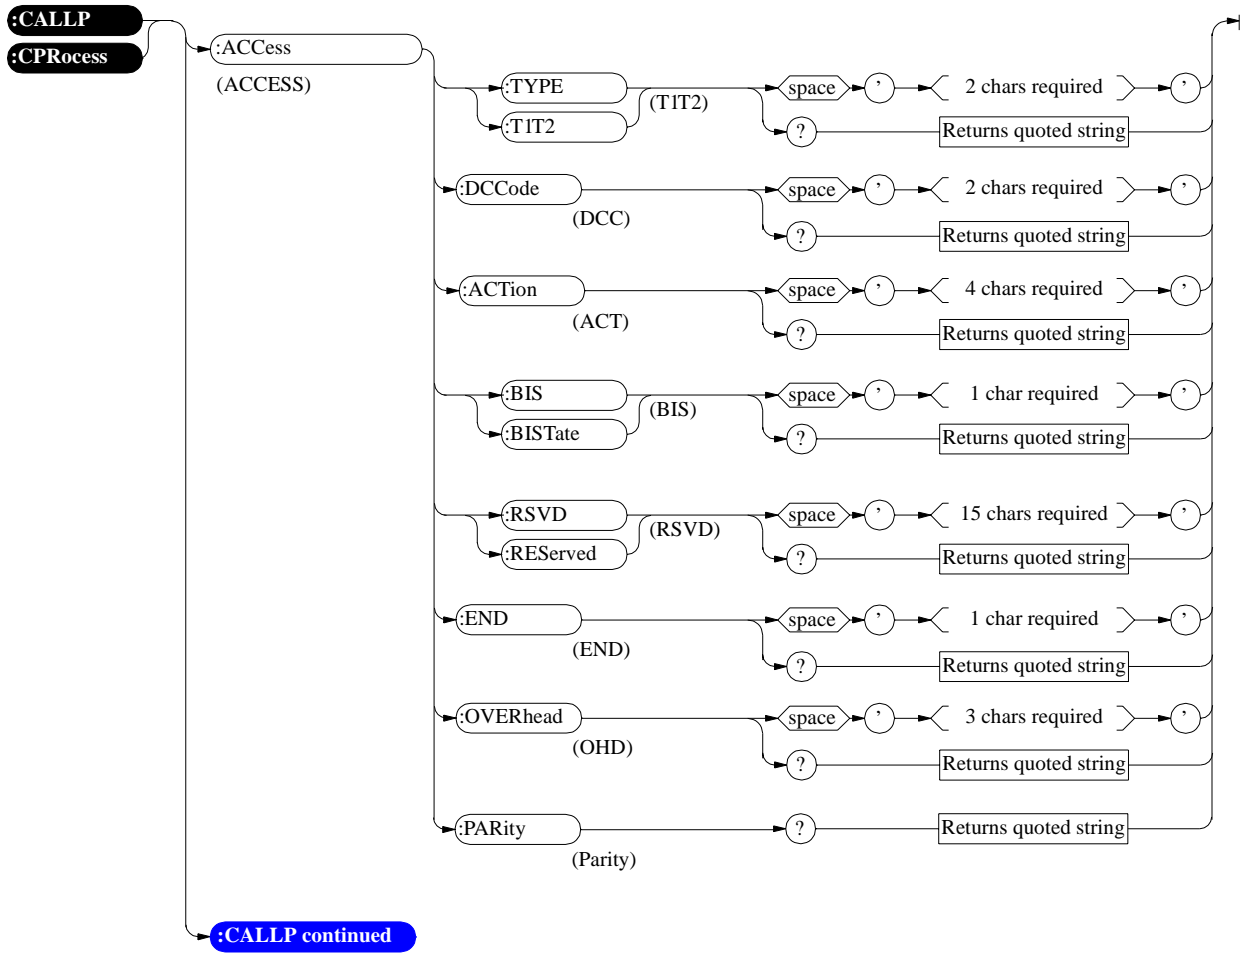 :CALLP
:CPRocess
:ACCess
(ACCESS)
:TYPE
(T1T2)
space ’ 2 chars required ’
:T1T2
? Returns quoted string
:DCCode
(DCC)
space ’ 2 chars required ’
? Returns quoted string
:ACTion
(ACT)
space ’ 4 chars required ’
? Returns quoted string
:BIS
(BIS)
space ’ 1 char required ’
:BISTate
? Returns quoted string
:RSVD
(RSVD)
space ’ 15 chars required ’
:REServed
? Returns quoted string
:END
(END)
space ’ 1 char required ’
? Returns quoted string
:OVERhead
(OHD)
space ’ 3 chars required ’
? Returns quoted string
:PARity
(Parity)
? Returns quoted string
:CALLP continued